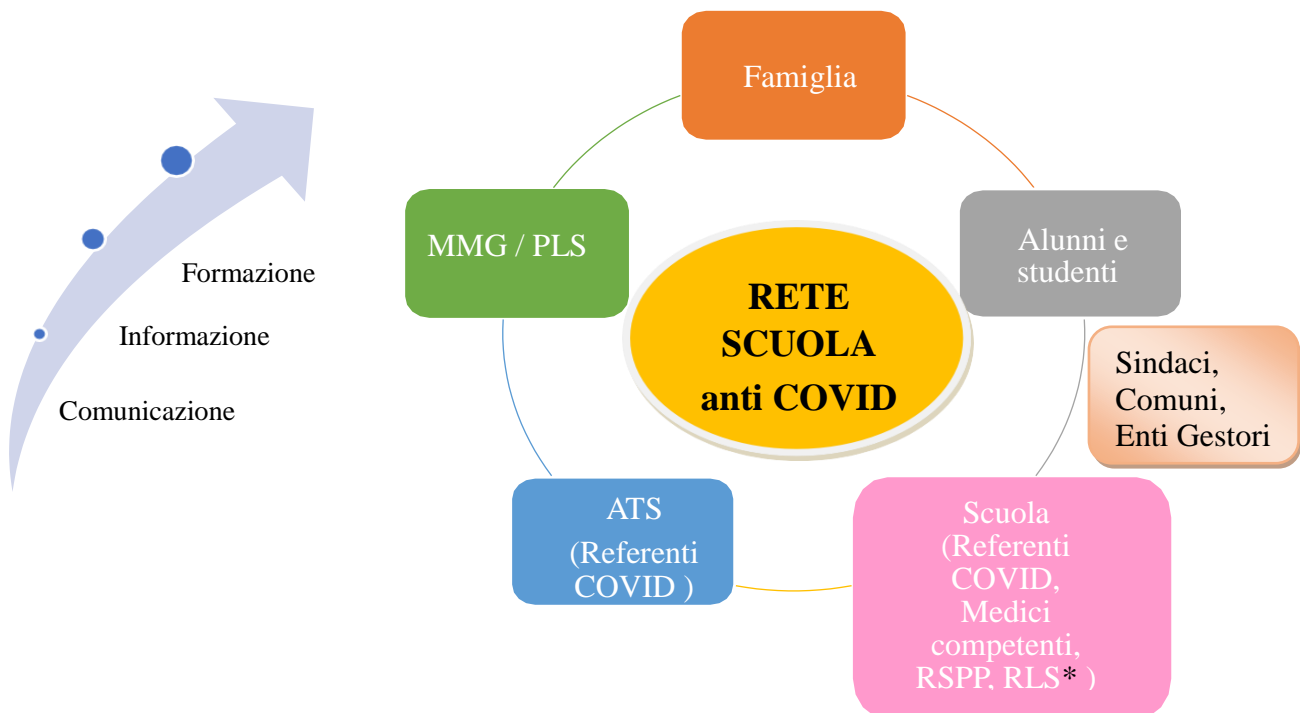 Formazione
Informazione
Comunicazione
Famiglia
MMG / PLS
Alunni e
studenti
RETE
SCUOLA
anti COVID
Sindaci,
Comuni,
Enti Gestori
ATS
(Referenti
COVID )
Scuola
(Referenti
COVID,
Medici
competenti,
RSPP, RLS* )